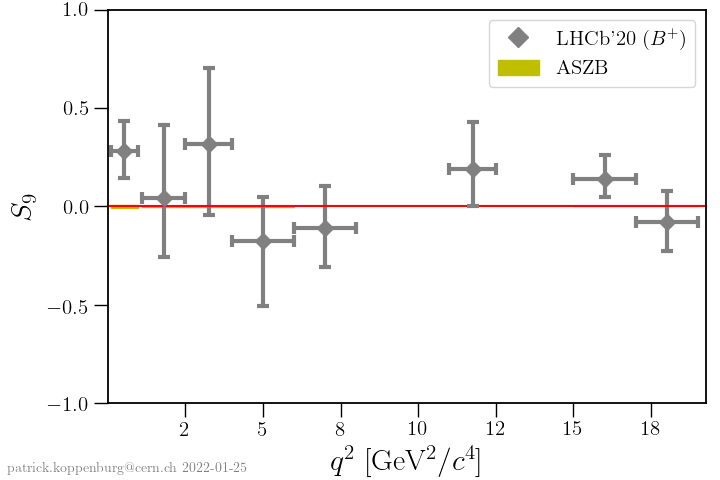 1.0
LHCb'20 (B⁺)
ASZB
0.5
S₉
0.0
−0.5
−1.0
2 5 8 10 12 15 18
q² [GeV²/c⁴]
patrick.koppenburg@cern.ch 2022-01-25